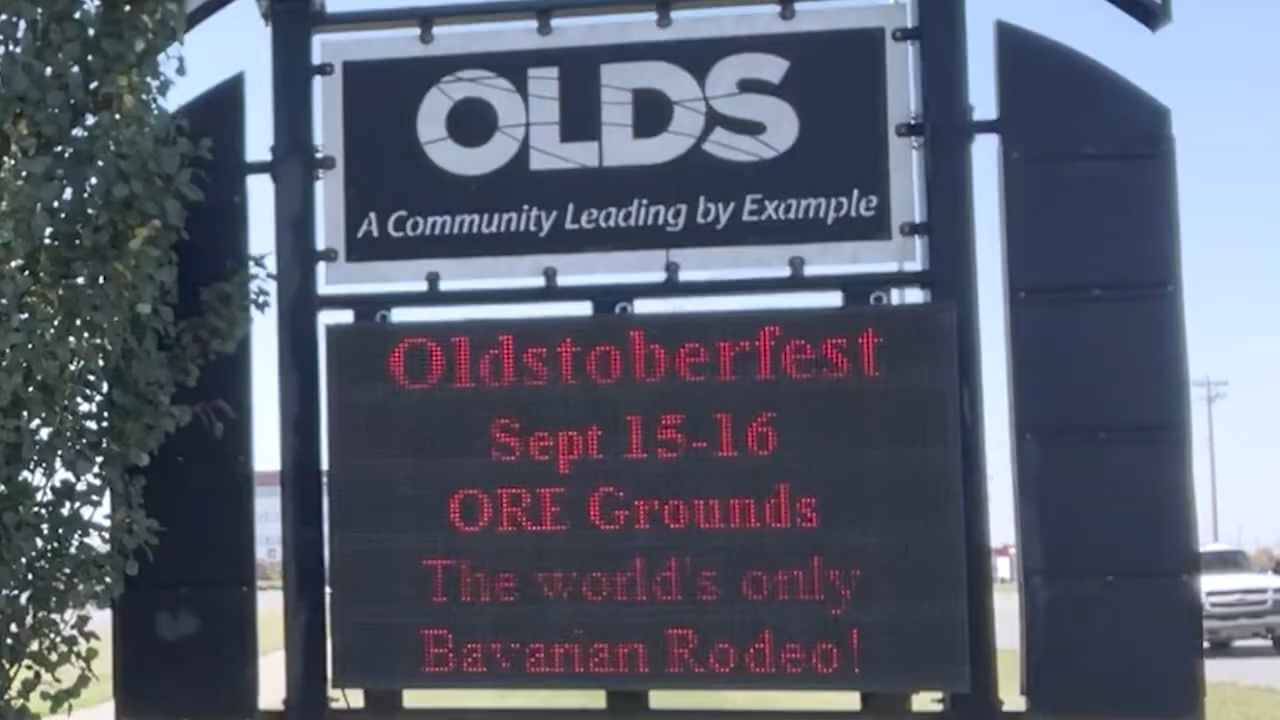 OLDS
A Community Leading by Example
Oldstoberfest
Sept 15-16
ORE Grounds
The world's only
Bavarian Rodeo!